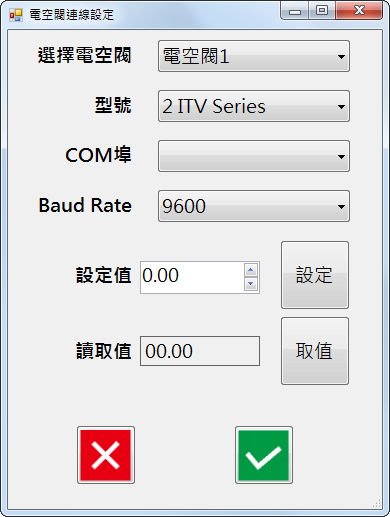 電空閥連線設定
選擇電空閥 電空閥1
型號 2 ITV Series
COM埠
Baud Rate 9600
設定值 0.00 設定
讀取值 00.00 取值